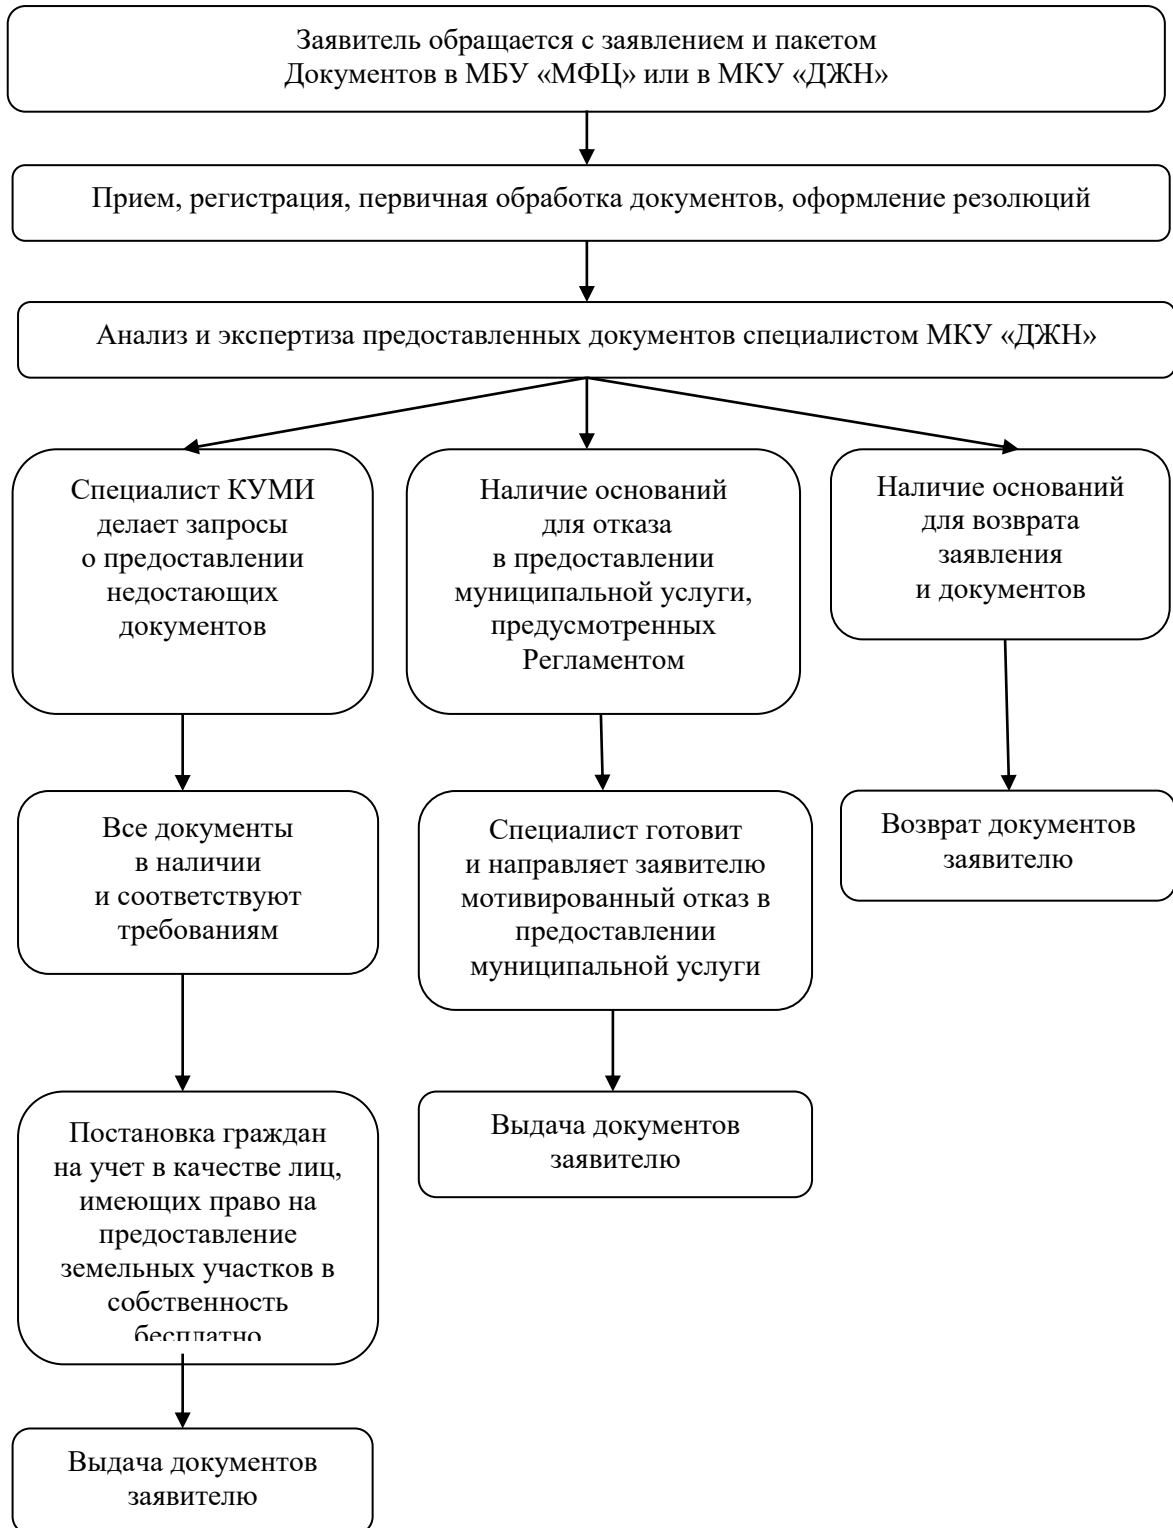 Заявитель обращается с заявлением и пакетом
Документов в МБУ «МФЦ» или в МКУ «ДЖН»
Прием, регистрация, первичная обработка документов, оформление резолюций
Анализ и экспертиза предоставленных документов специалистом МКУ «ДЖН»
Специалист КУМИ
делает запросы
о предоставлении
недостающих
документов
Наличие оснований
для отказа
в предоставлении
муниципальной услуги,
предусмотренных
Регламентом
Наличие оснований
для возврата
заявления
и документов
Все документы
в наличии
и соответствуют
требованиям
Специалист готовит
и направляет заявителю
мотивированный отказ в
предоставлении
муниципальной услуги
Возврат документов
заявителю
Постановка граждан
на учет в качестве лиц,
имеющих право на
предоставление
земельных участков в
собственность
бесплатно
Выдача документов
заявителю
Выдача документов
заявителю